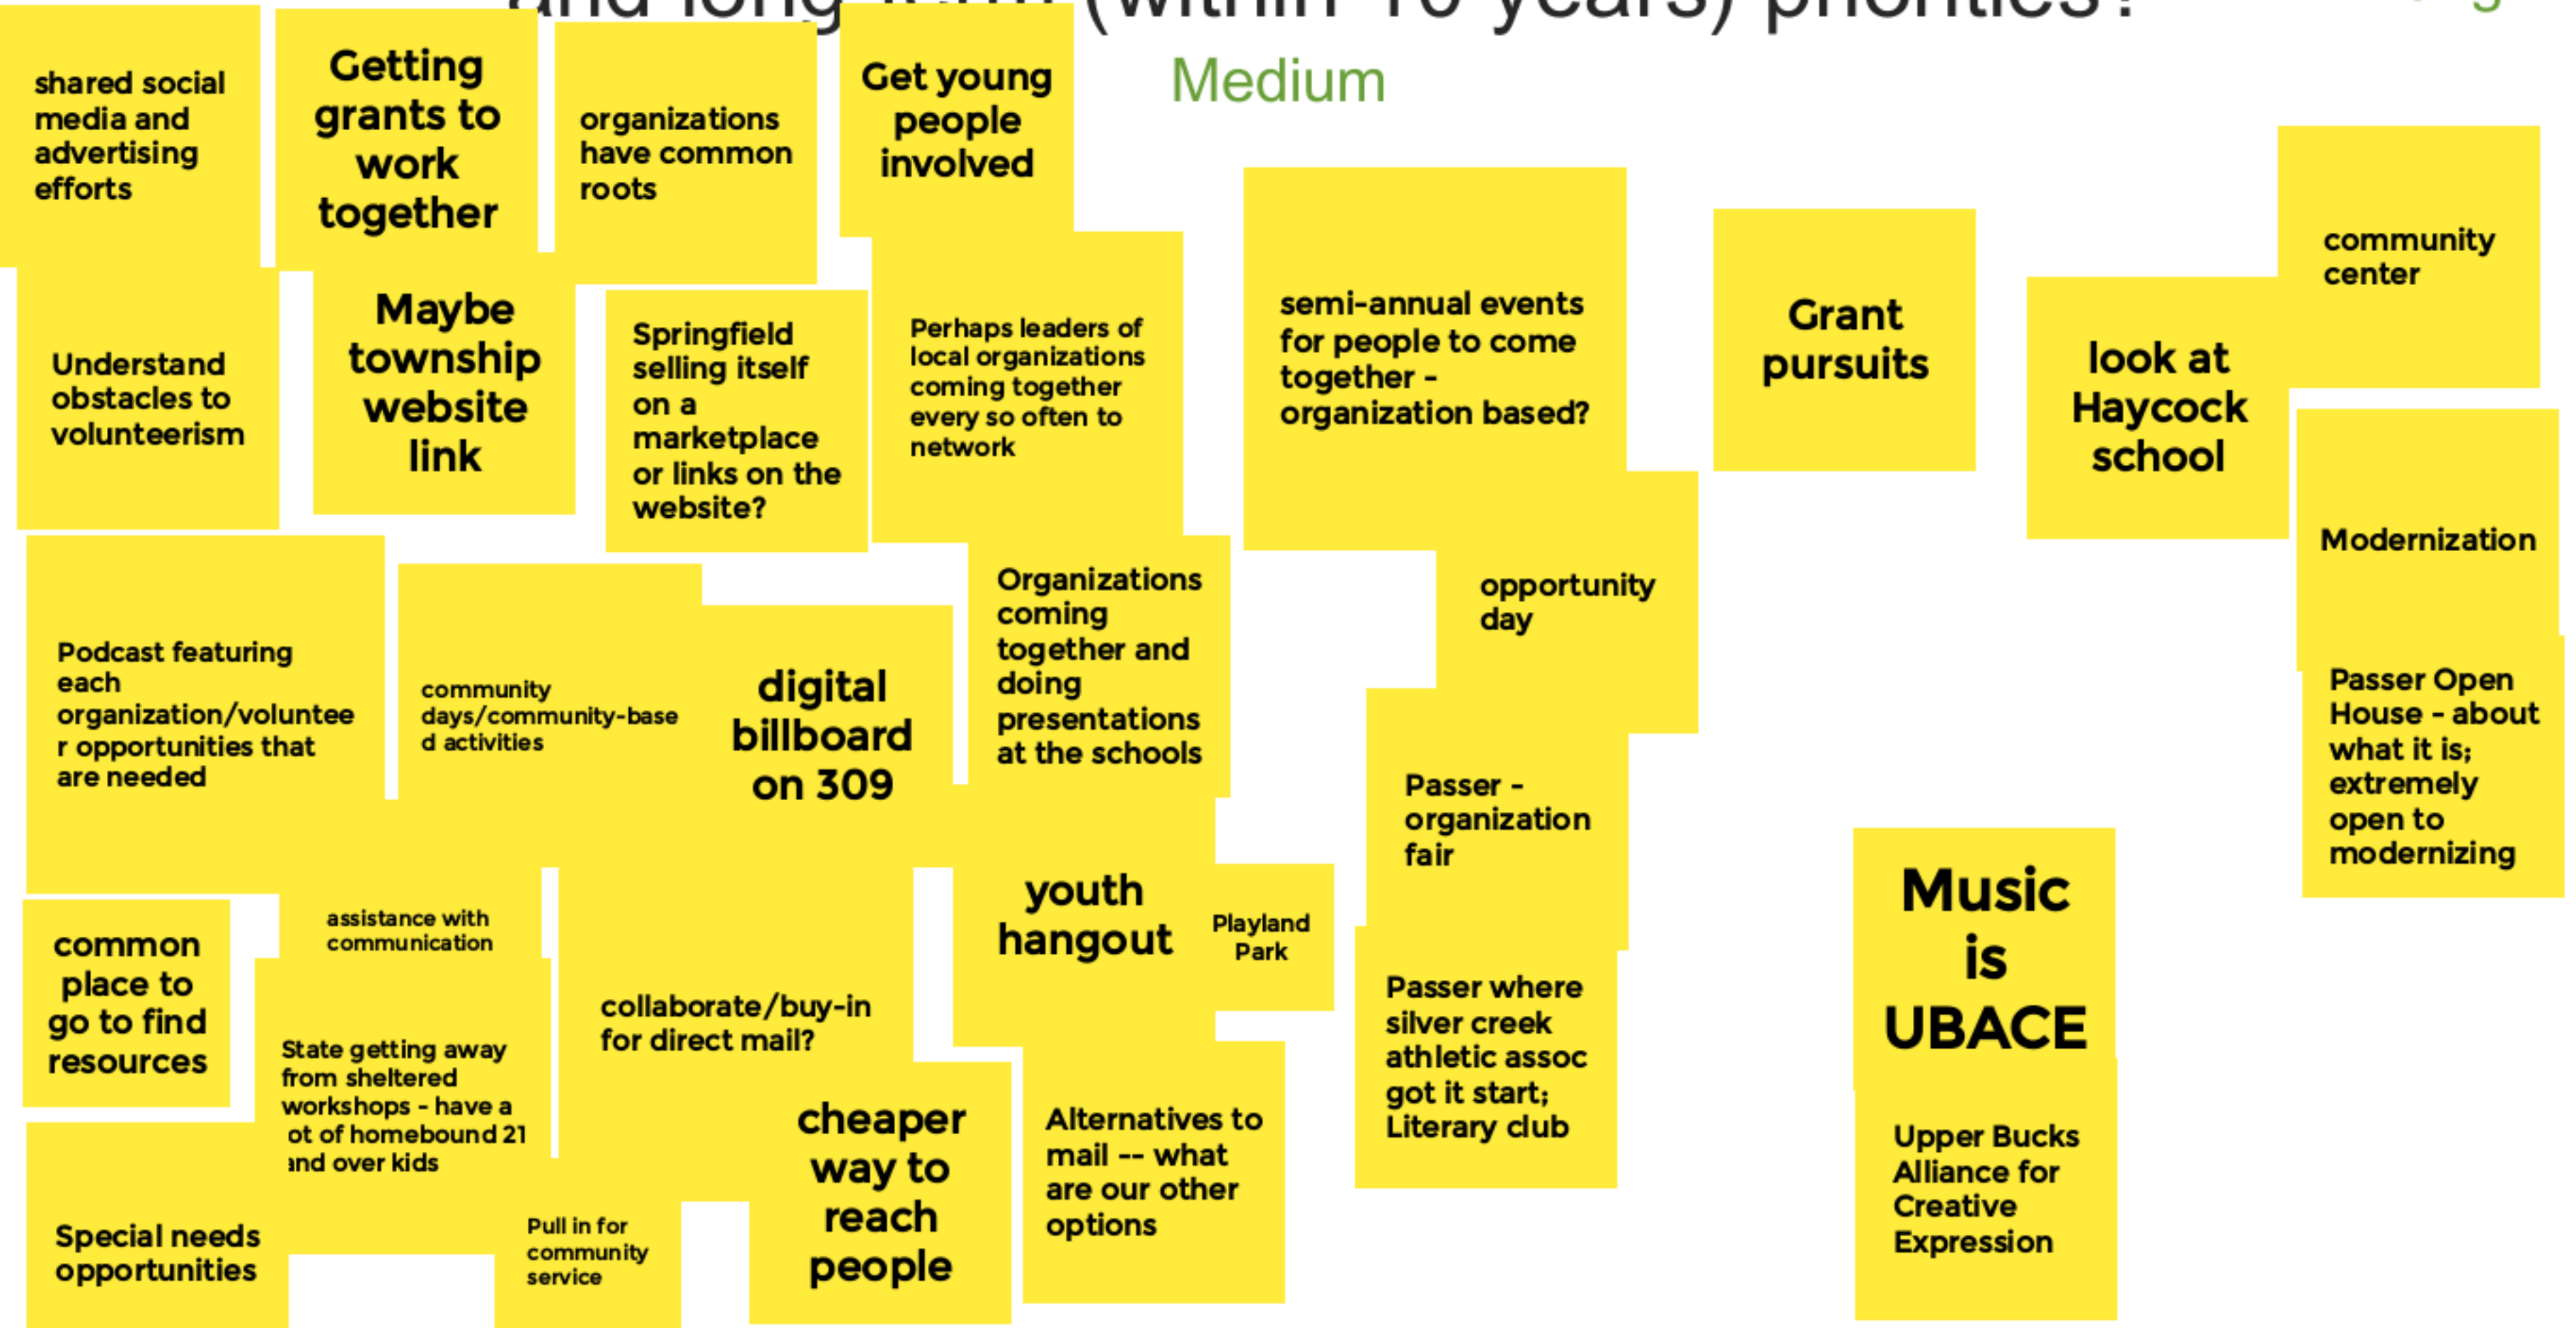 and long-term (within 10 years) priorities?
Medium
shared social
media and
advertising
efforts
Getting
grants to
work
together
organizations
have common
roots
Get young
people
involved
Understand
obstacles to
volunteerism
Maybe
township
website
link
Springfield
selling itself
on a
marketplace
or links on the
website?
Perhaps leaders of
local organizations
coming together
every so often to
network
semi-annual events
for people to come
together -
organization based?
Grant
pursuits
look at
Haycock
school
community
center
Modernization
Podcast featuring
each
organization/voluntee
r opportunities that
are needed
community
days/community-base
d activities
digital
billboard
on 309
Organizations
coming
together and
doing
presentations
at the schools
opportunity
day
Passer -
organization
fair
Passer Open
House - about
what it is;
extremely
open to
modernizing
common
place to
go to find
resources
assistance with
communication
collaborate/buy-in
for direct mail?
youth
hangout
Playland
Park
Passer where
silver creek
athletic assoc
got it start;
Literary club
Music
is
UBACE
State getting away
from sheltered
workshops - have a
ot of homebound 21
and over kids
Special needs
opportunities
Pull in for
community
service
cheaper
way to
reach
people
Alternatives to
mail -- what
are our other
options
Upper Bucks
Alliance for
Creative
Expression